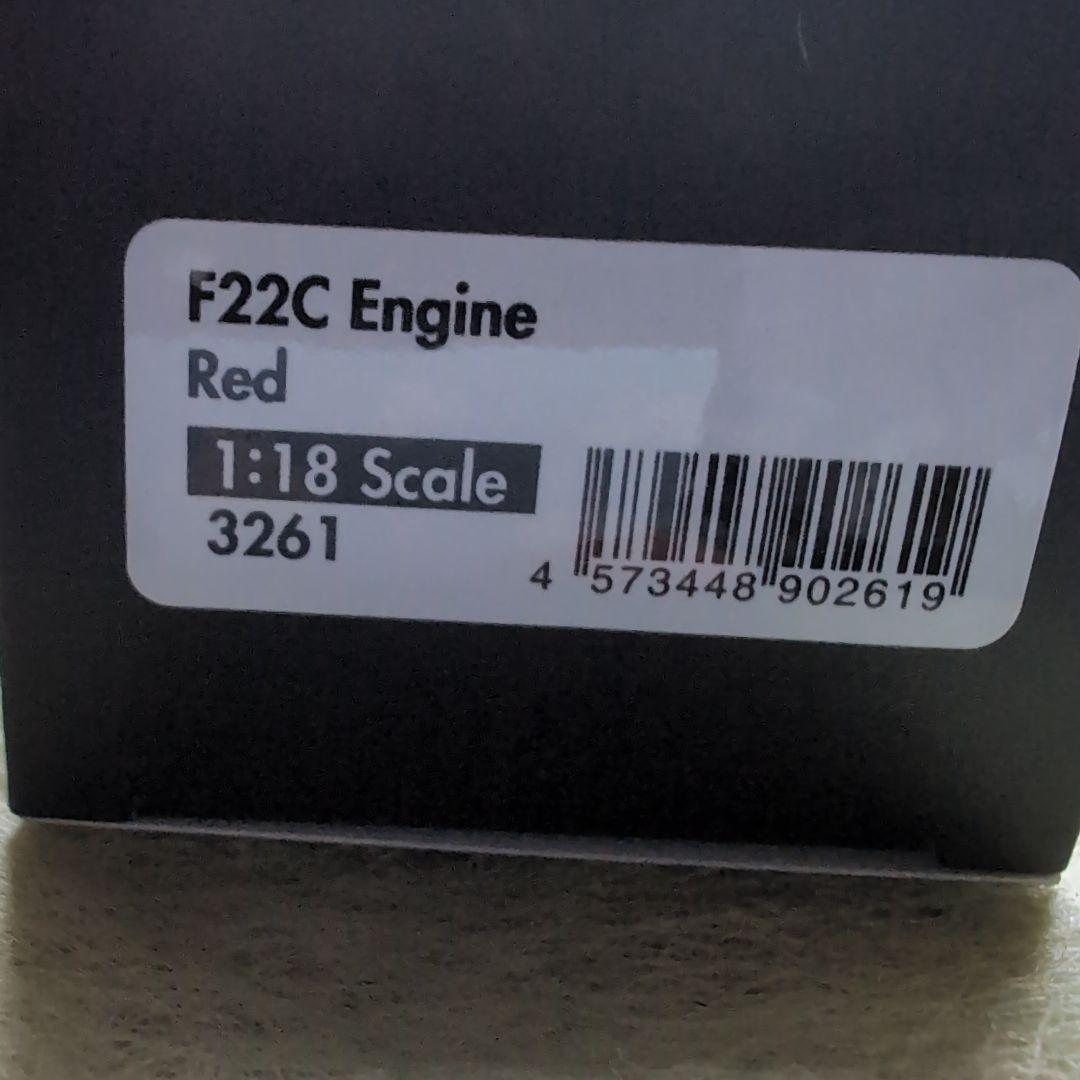 F22C Engine
Red
1:18 Scale
3261
4 573448 902619